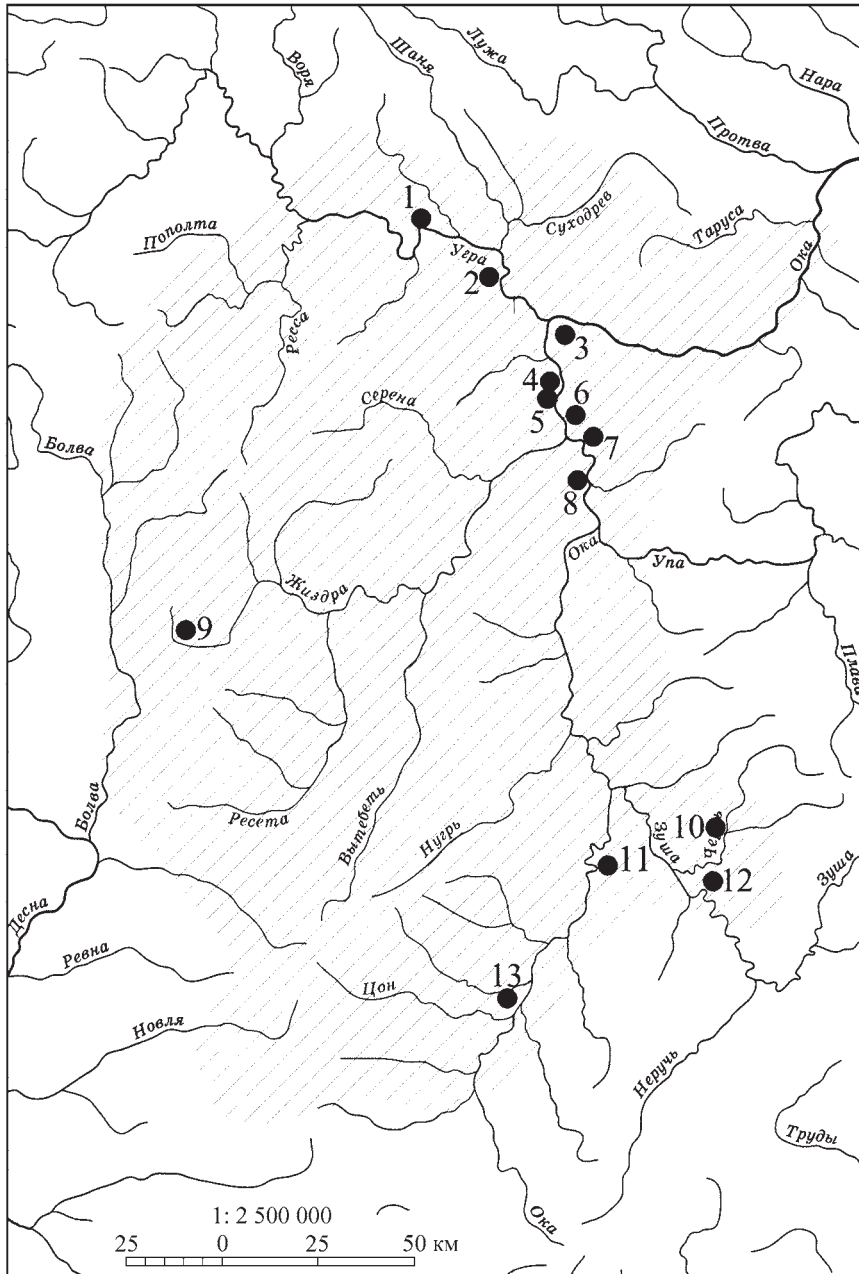 Воря
Шаня
Лужа
Нара
Протва
1
Пополта
Угра
Суходрев
Таруса
Ока
2
Ресса
3
4
5
6
Серена
7
Болва
8
Ока
Упа
Жиздра
9
Плава
Болва
Ресета
Вытебеть
Нугрь
10
Зуша
11
12
Зуша
Десна
Ревна
13
Цон
Новля
Неручь
Труды
Ока
1: 2 500 000
25 0 25 50 км